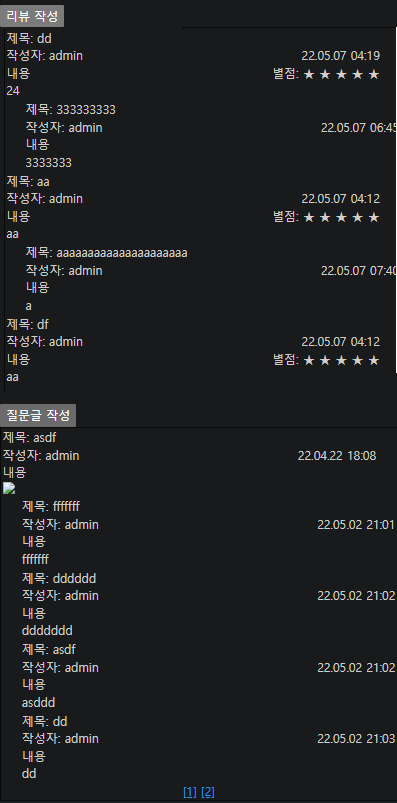 리뷰 작성
제목: dd
작성자: admin 22.05.07 04:19
내용 별점: ★ ★ ★ ★ ★
24
제목: 333333333
작성자: admin 22.05.07 06:45
내용
3333333
제목: aa
작성자: admin 22.05.07 04:12
내용 별점: ★ ★ ★ ★ ★
aa
제목: aaaaaaaaaaaaaaaaaaaaa
작성자: admin 22.05.07 07:40
내용
a
제목: df
작성자: admin 22.05.07 04:12
내용 별점: ★ ★ ★ ★ ★
aa
질문글 작성
제목: asdf
작성자: admin 22.04.22 18:08
내용
제목: fffffff
작성자: admin 22.05.02 21:01
내용
fffffff
제목: dddddd
작성자: admin 22.05.02 21:02
내용
ddddddd
제목: asdf
작성자: admin 22.05.02 21:02
내용
asddd
제목: dd
작성자: admin 22.05.02 21:03
내용
dd
[1] [2]